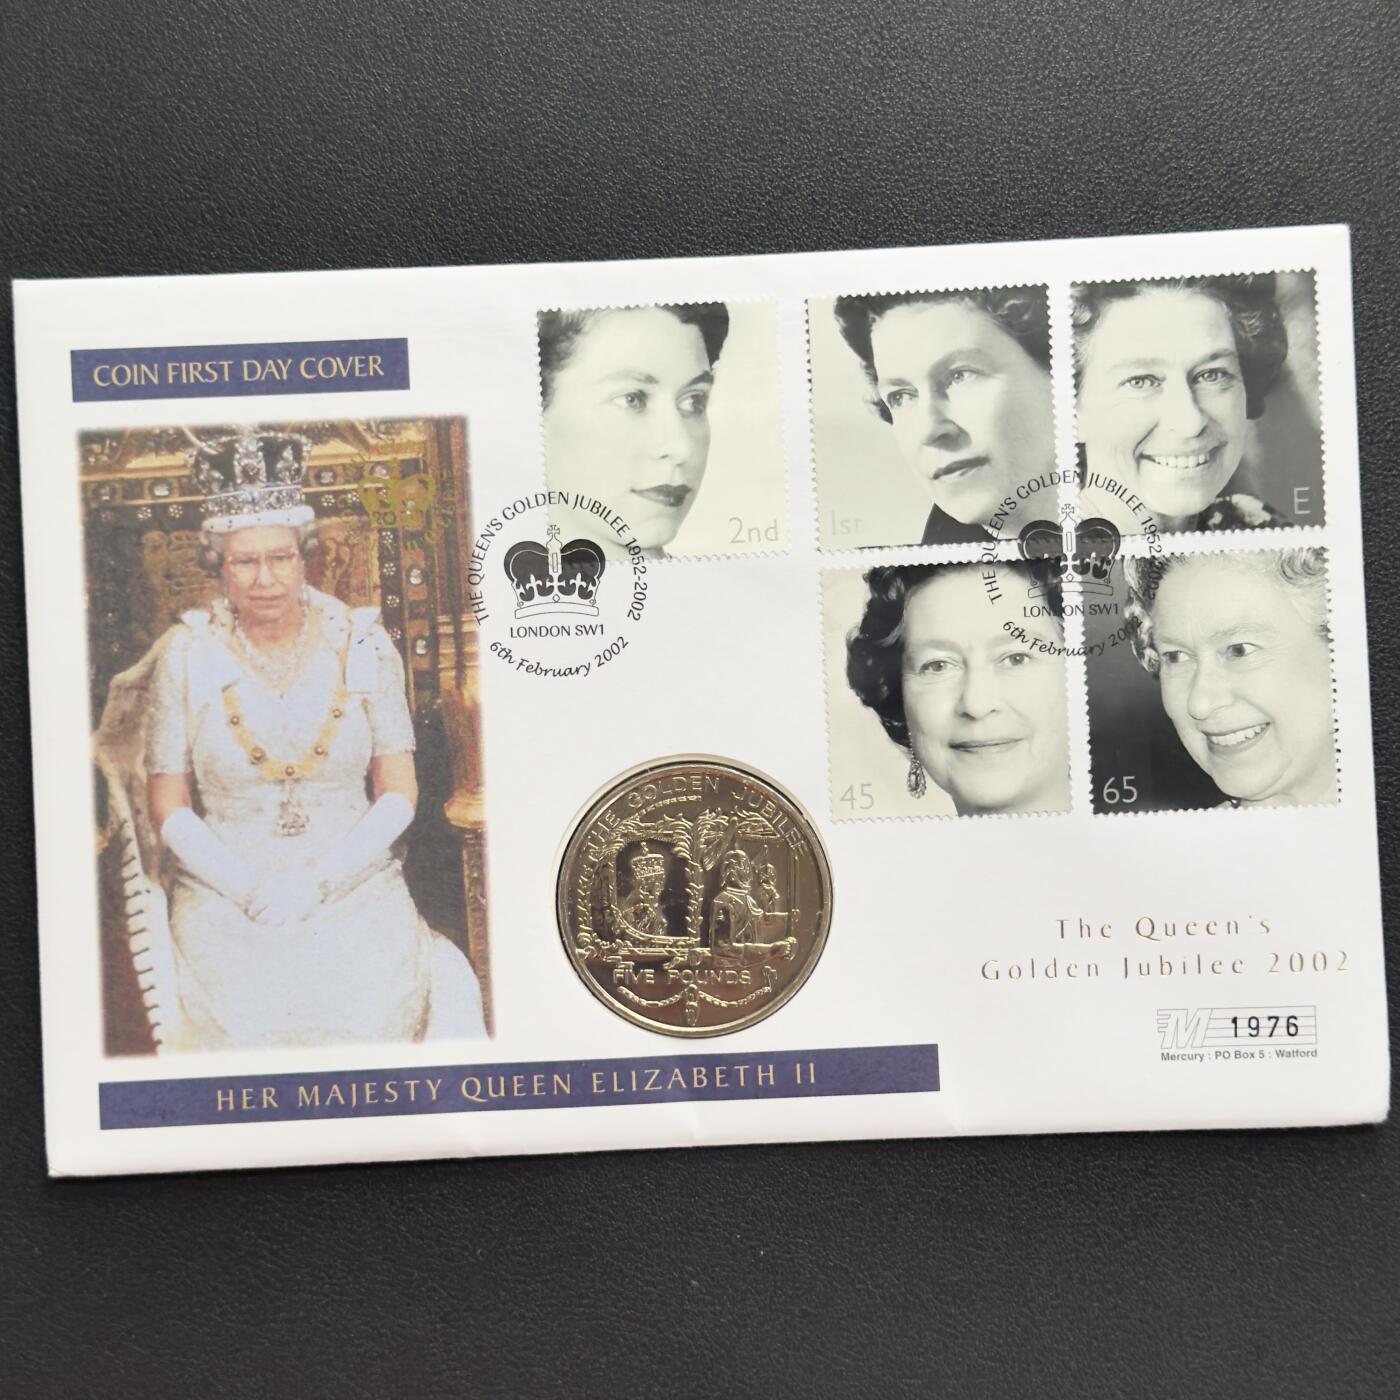 COIN FIRST DAY COVER
2nd
1st
E
45
65
THE QUEEN'S GOLDEN JUBILEE 1952-2002
LONDON SW1
6th February 2002
THE QUEEN'S GOLDEN JUBILEE 1952-2002
LONDON SW1
6th February 2002
THE GOLDEN JUBILEE
FIVE POUNDS
The Queen's
Golden Jubilee 2002
M 1976
Mercury : PO Box 5 : Watford
HER MAJESTY QUEEN ELIZABETH II